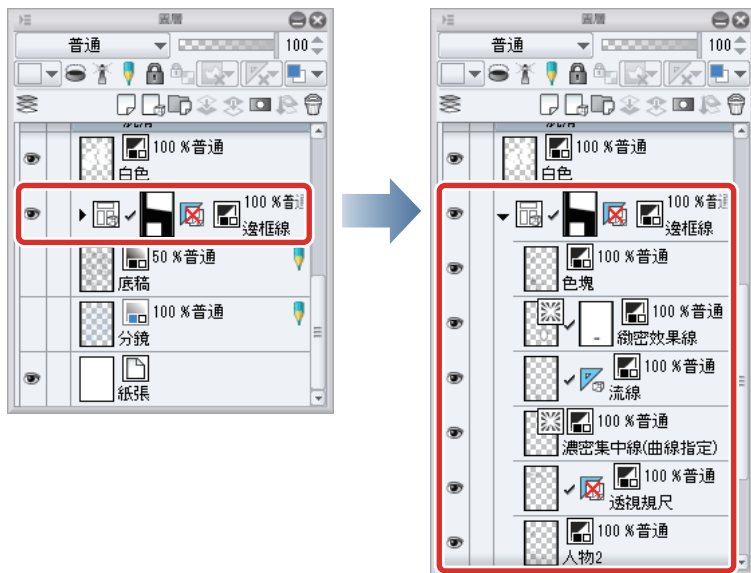 圖層
普通
100
100 %普通
白色
100 %普通
邊框線
50 %普通
底稿
100 %普通
分鏡
紙張
圖層
普通
100
100 %普通
白色
100 %普通
邊框線
100 %普通
色塊
100 %普通
緻密效果線
100 %普通
流線
100 %普通
濃密集中線(曲線指定)
100 %普通
透視規尺
100 %普通
人物2